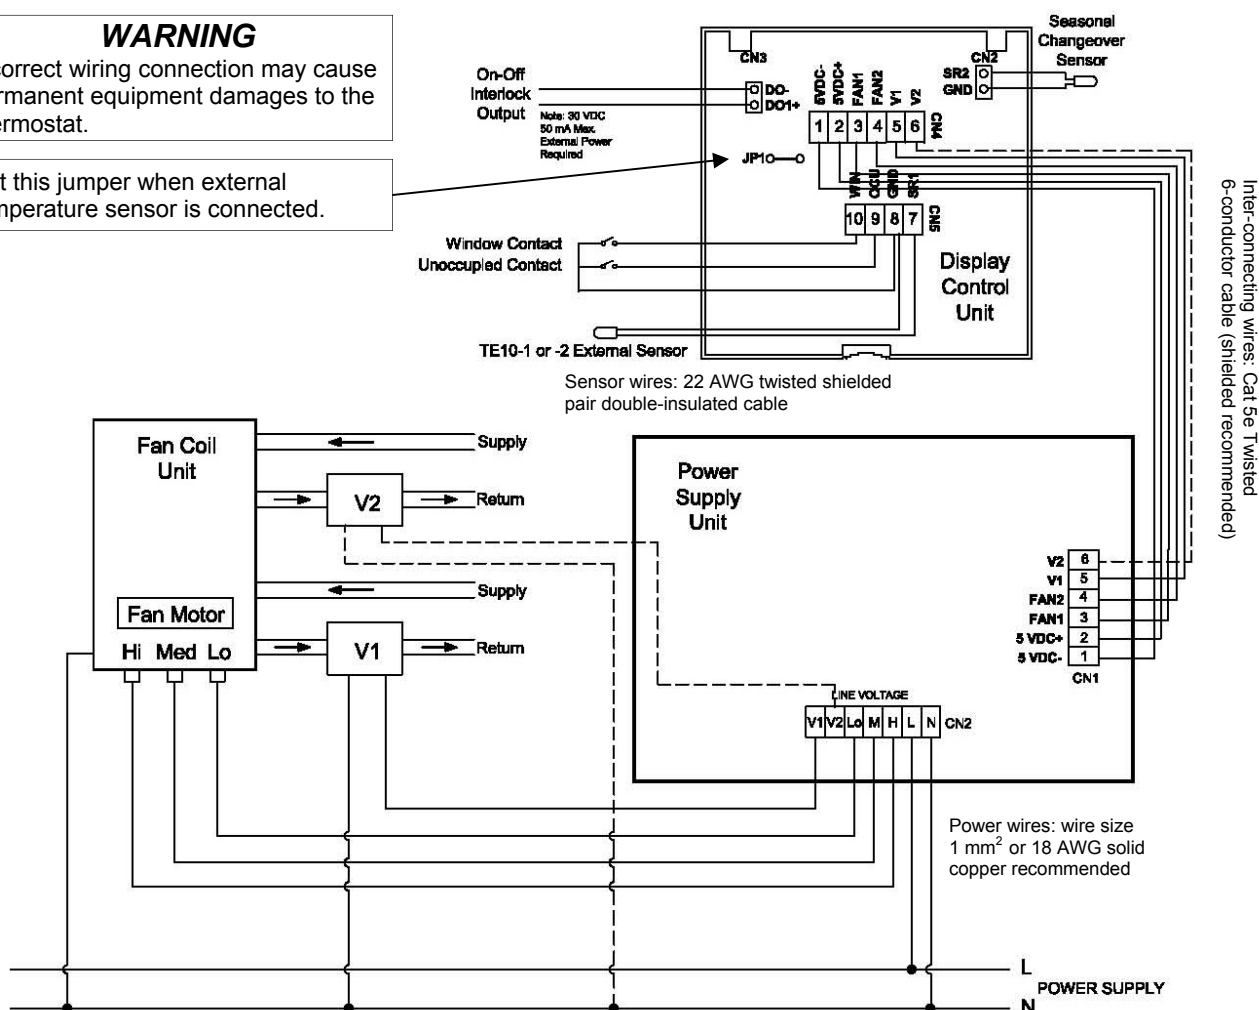 WARNING
correct wiring connection may cause
rmanent equipment damages to the
ermostat.
t this jumper when external
mperature sensor is connected.
On-Off
Interlock
Output
Note: 30 VDC
50 mA Max.
External Power
Required
CN3
DO-
DO1+
JP1
5VDC-
5VDC+
FAN1
FAN2
V1
V2
1 2 3 4 5 6
CN4
CN2
SR2
GND
Seasonal
Changeover
Sensor
WIN
OCU
GND
SR1
10 9 8 7
CN5
Display
Control
Unit
Window Contact
Unoccupied Contact
TE10-1 or -2 External Sensor
Sensor wires: 22 AWG twisted shielded
pair double-insulated cable
Inter-connecting wires: Cat 5e Twisted
6-conductor cable (shielded recommended)
Fan Coil
Unit
Supply
V2
Return
Supply
Fan Motor
Hi Med Lo
V1
Return
Power
Supply
Unit
V2 6
V1 5
FAN2 4
FAN1 3
5 VDC+ 2
5 VDC- 1
CN1
LINE VOLTAGE
V1 V2 Lo M H L N CN2
Power wires: wire size
1 mm² or 18 AWG solid
copper recommended
L
POWER SUPPLY
N